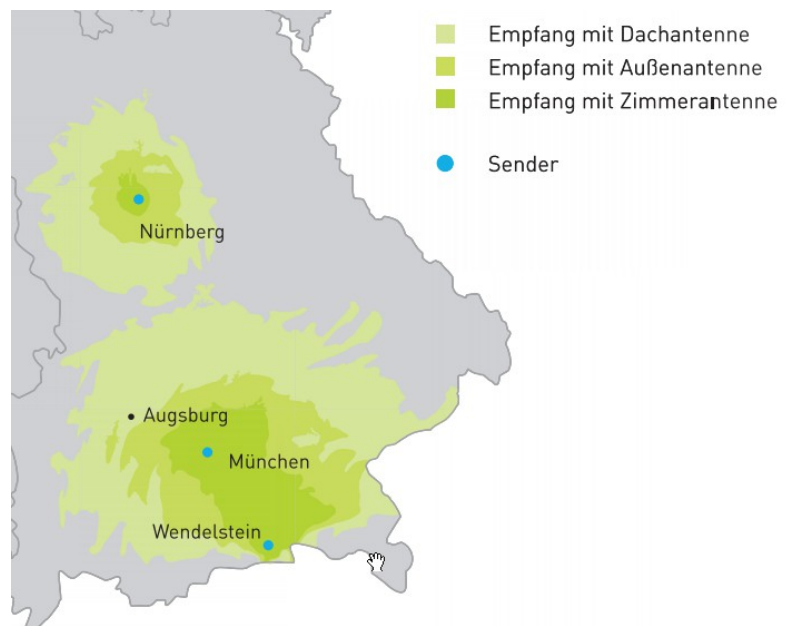 Empfang mit Dachantenne
Empfang mit Außenantenne
Empfang mit Zimmerantenne
Sender
Nürnberg
Augsburg
München
Wendelstein